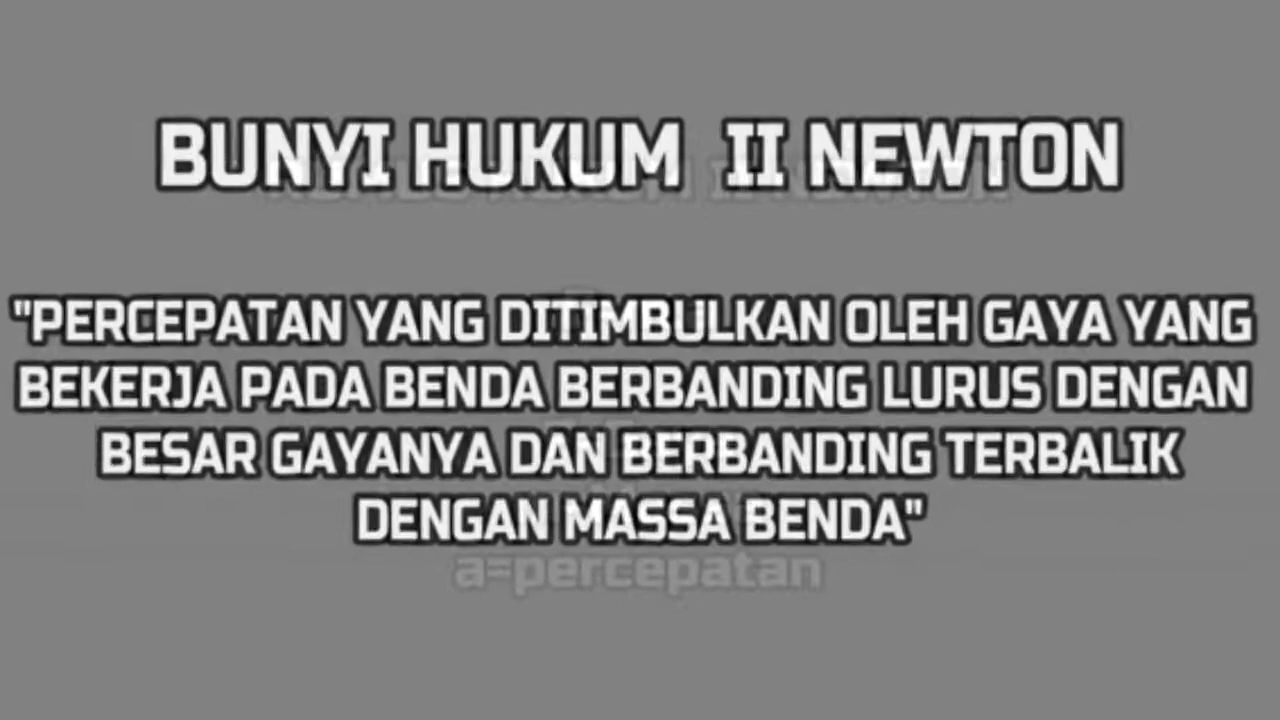 BUNYI HUKUM II NEWTON
"PERCEPATAN YANG DITIMBULKAN OLEH GAYA YANG
BEKERJA PADA BENDA BERBANDING LURUS DENGAN
BESAR GAYANYA DAN BERBANDING TERBALIK
DENGAN MASSA BENDA"
a=percepatan